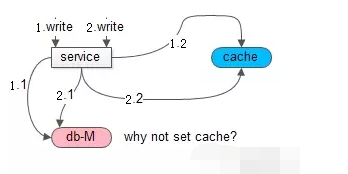 1.write 2.write
service
1.2
cache
1.1
2.1
2.2
db-M
why not set cache?